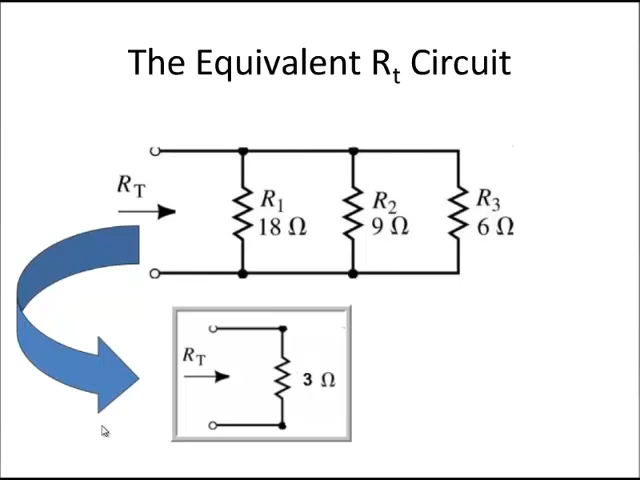 The Equivalent Rt Circuit
RT
R1
18 Ω
R2
9 Ω
R3
6 Ω
RT
3 Ω